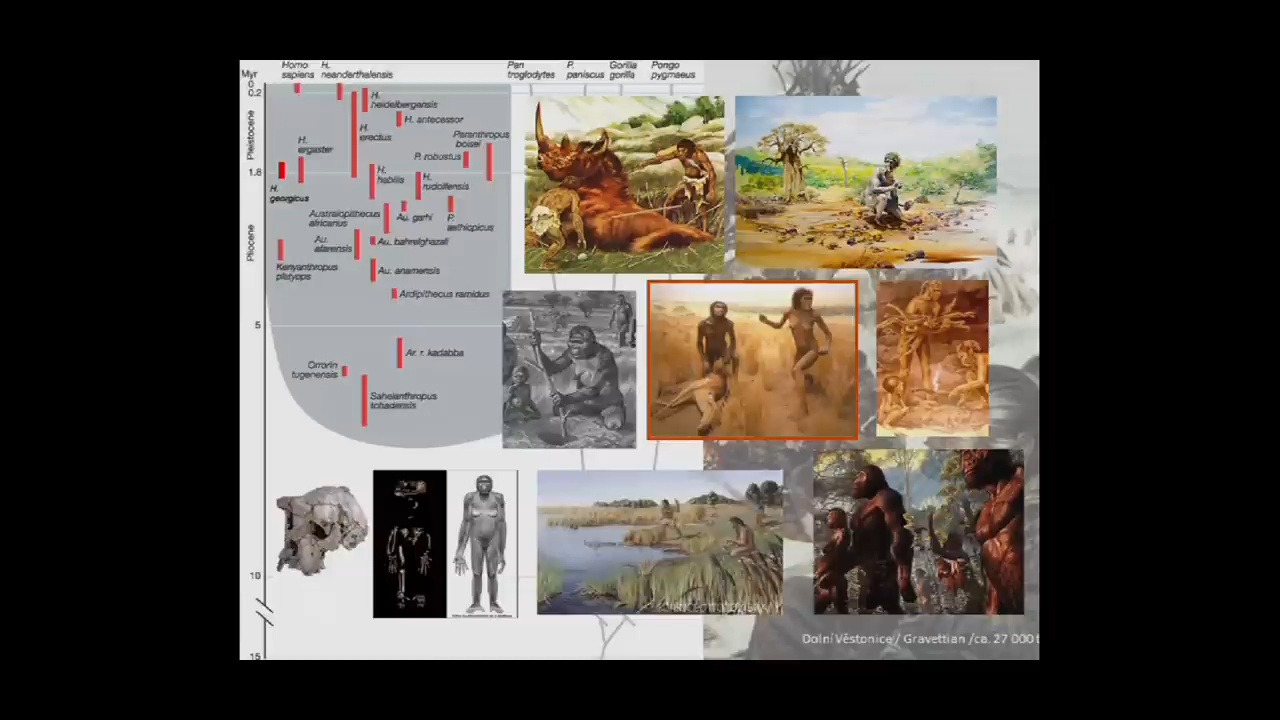 Myr
Homo
sapiens
H.
neanderthalensis
Pan
troglodytes
P.
paniscus
Gorilla
gorilla
Pongo
pygmaeus
0
0.2
Pleistocene
H.
heidelbergensis
H. antecessor
H.
erectus
Paranthropus
boisei
H.
ergaster
P. robustus
1.8
H.
georgicus
H.
habilis
H.
rudolfensis
Australopithecus
africanus
Au. garhi
P.
aethiopicus
Pliocene
Au.
afarensis
Au. bahrelghazali
Kenyanthropus
platyops
Au. anamensis
Ardipithecus ramidus
5
Ar. r. kadabba
Orrorin
tugenensis
Sahelanthropus
tchadensis
10
15
Dolní Věstonice / Gravettian /ca. 27 000